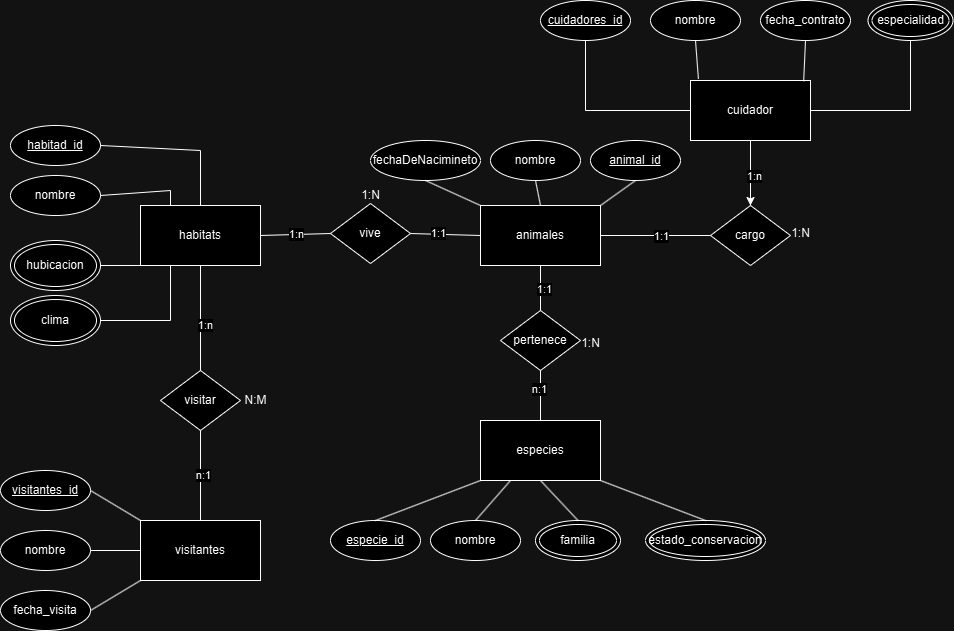 cuidadores_id
nombre
fecha_contrato
especialidad
cuidador
habitad_id
fechaDeNacimineto
nombre
animal_id
1:n
nombre
1:N
habitats
1:n
vive
1:1
animales
1:1
cargo
1:N
hubicacion
1:1
clima
1:n
pertenece
1:N
n:1
visitar
N:M
especies
n:1
visitantes_id
nombre
visitantes
especie_id
nombre
familia
estado_conservacion
fecha_visita